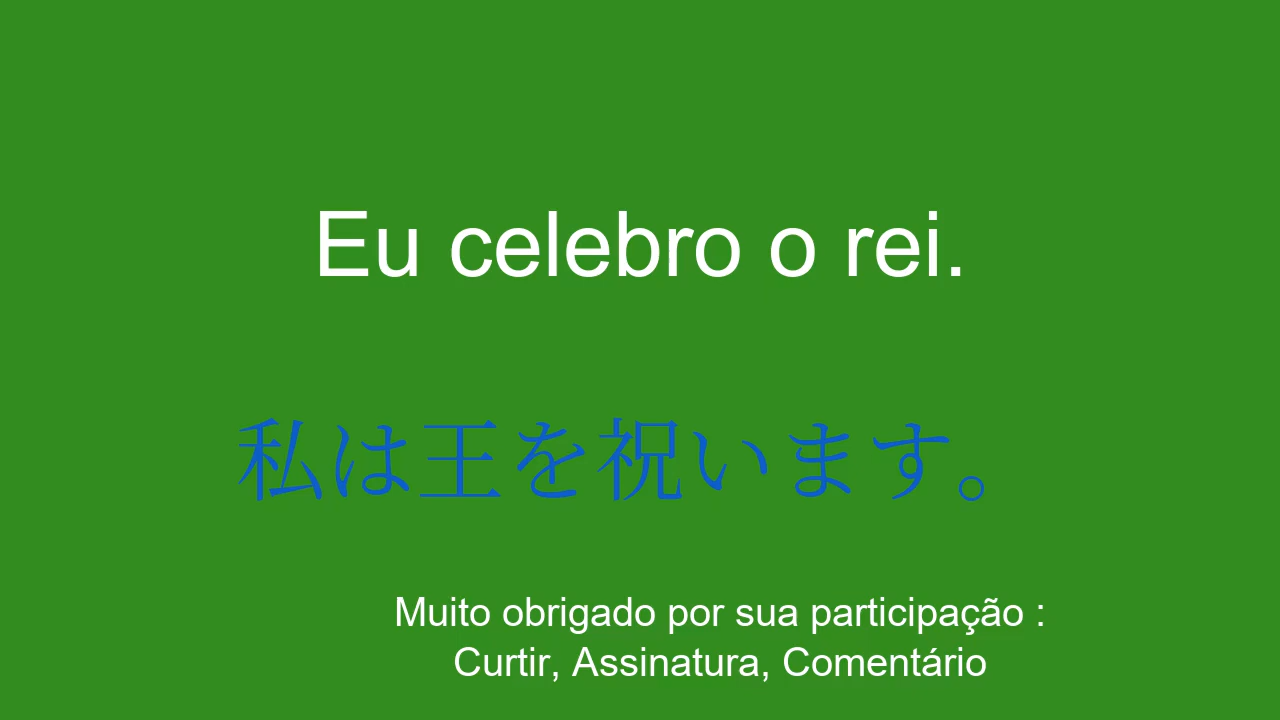 Eu celebro o rei.
私は王を祝います。
Muito obrigado por sua participação :
Curtir, Assinatura, Comentário